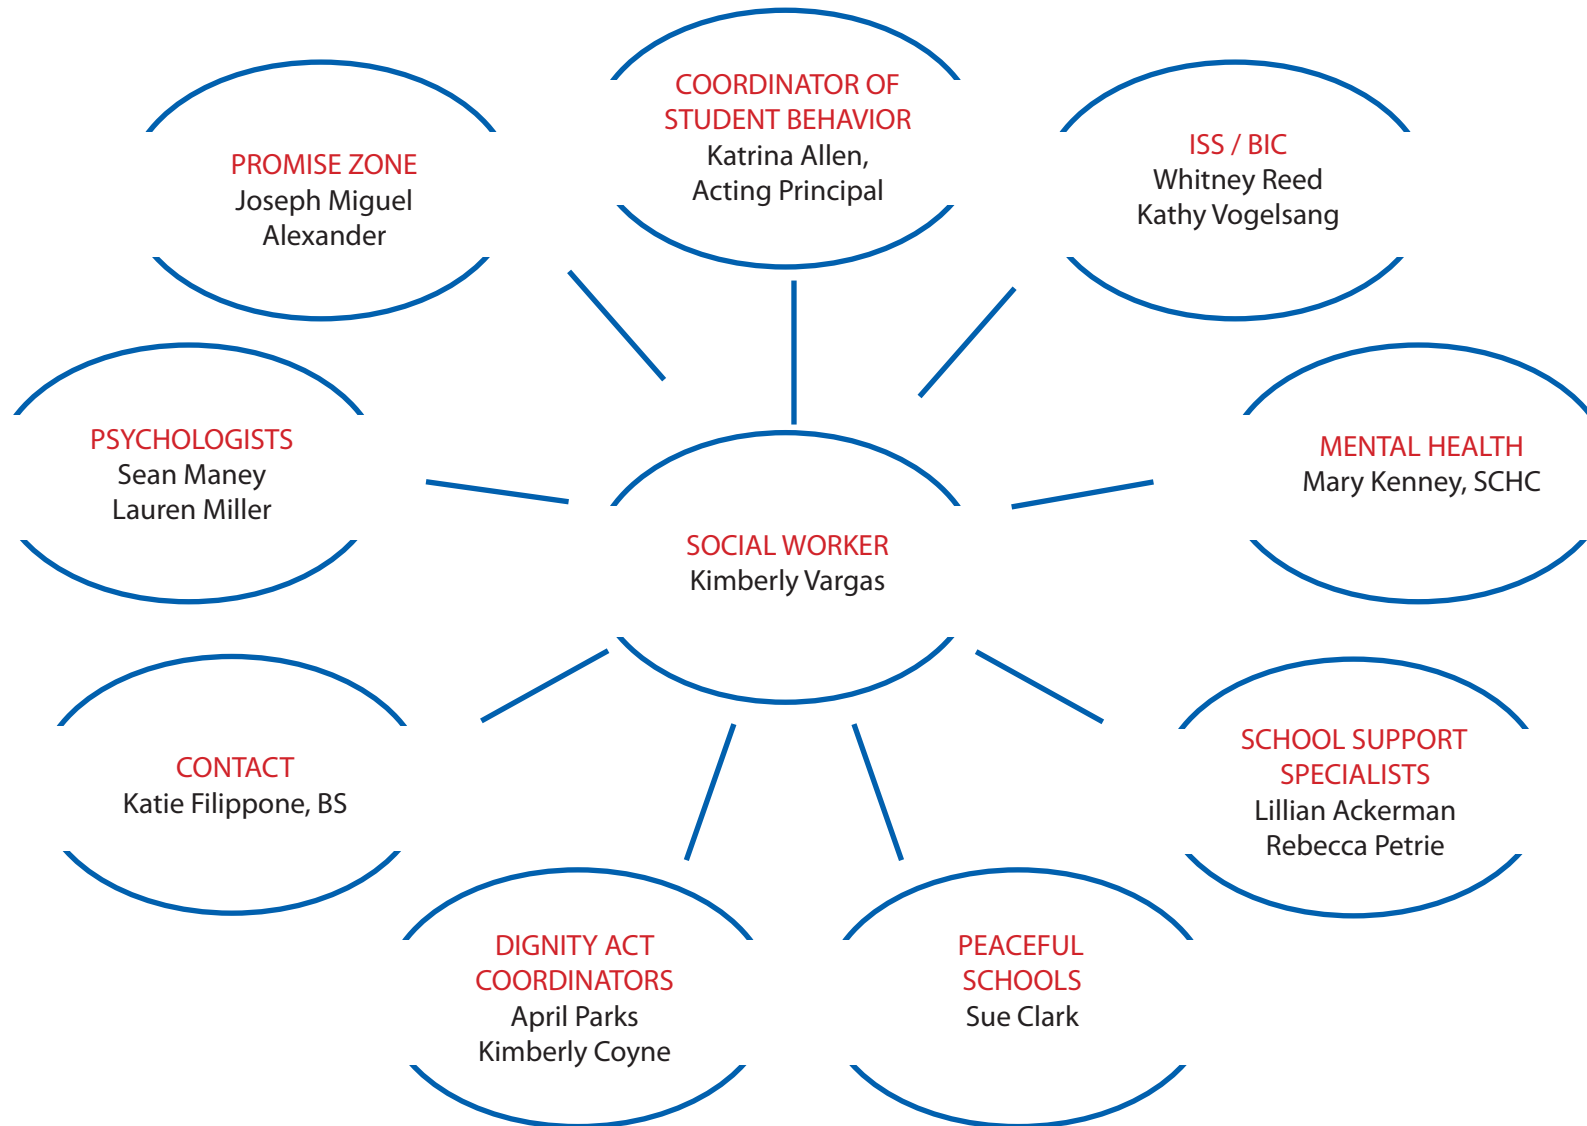 COORDINATOR OF
STUDENT BEHAVIOR
Katrina Allen,
Acting Principal
PROMISE ZONE
Joseph Miguel
Alexander
ISS / BIC
Whitney Reed
Kathy Vogelsang
PSYCHOLOGISTS
Sean Maney
Lauren Miller
MENTAL HEALTH
Mary Kenney, SCHC
SOCIAL WORKER
Kimberly Vargas
CONTACT
Katie Filippone, BS
SCHOOL SUPPORT
SPECIALISTS
Lillian Ackerman
Rebecca Petrie
DIGNITY ACT
COORDINATORS
April Parks
Kimberly Coyne
PEACEFUL
SCHOOLS
Sue Clark